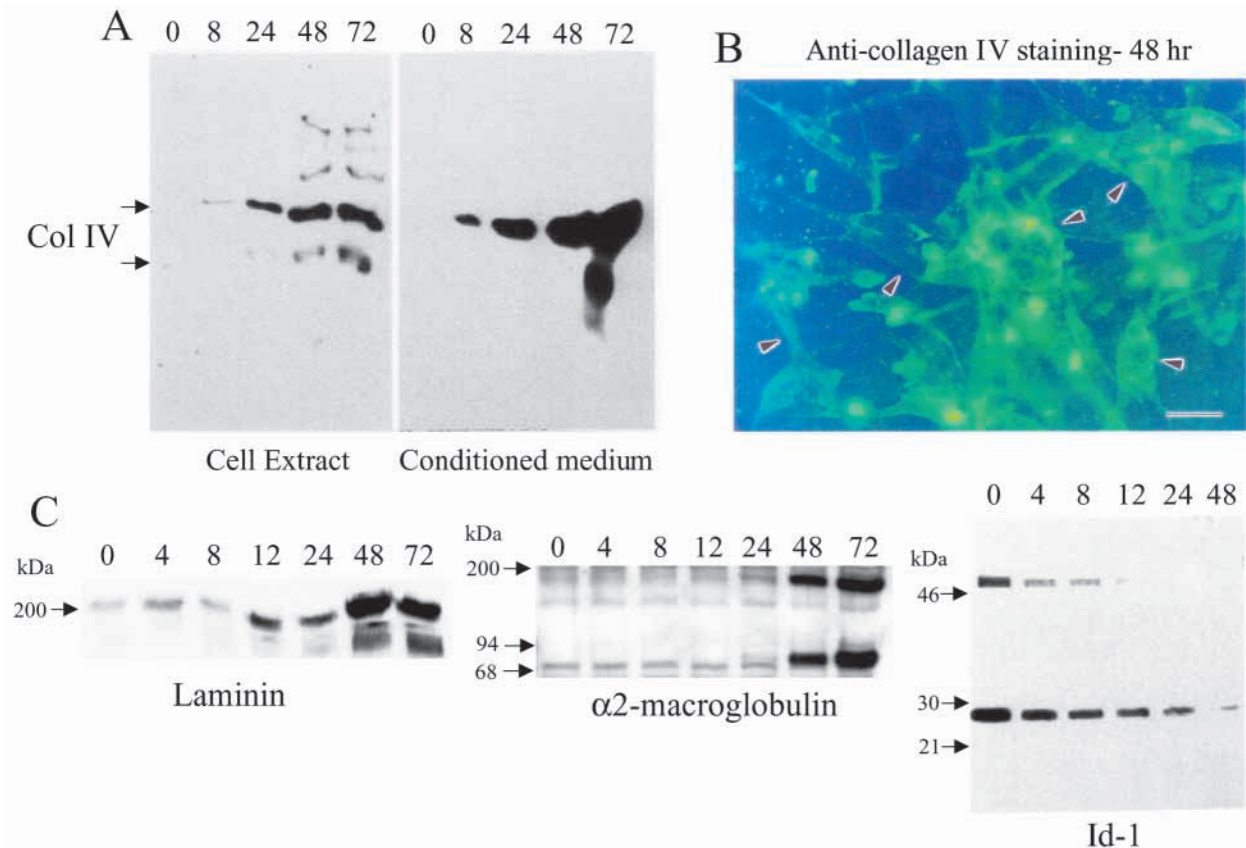 A
0 8 24 48 72
0 8 24 48 72
Col IV
Cell Extract
Conditioned medium
B
Anti-collagen IV staining- 48 hr
C
kDa
0 4 8 12 24 48 72
200
Laminin
kDa
0 4 8 12 24 48 72
200
94
68
α2-macroglobulin
0 4 8 12 24 48
kDa
46
30
21
Id-1